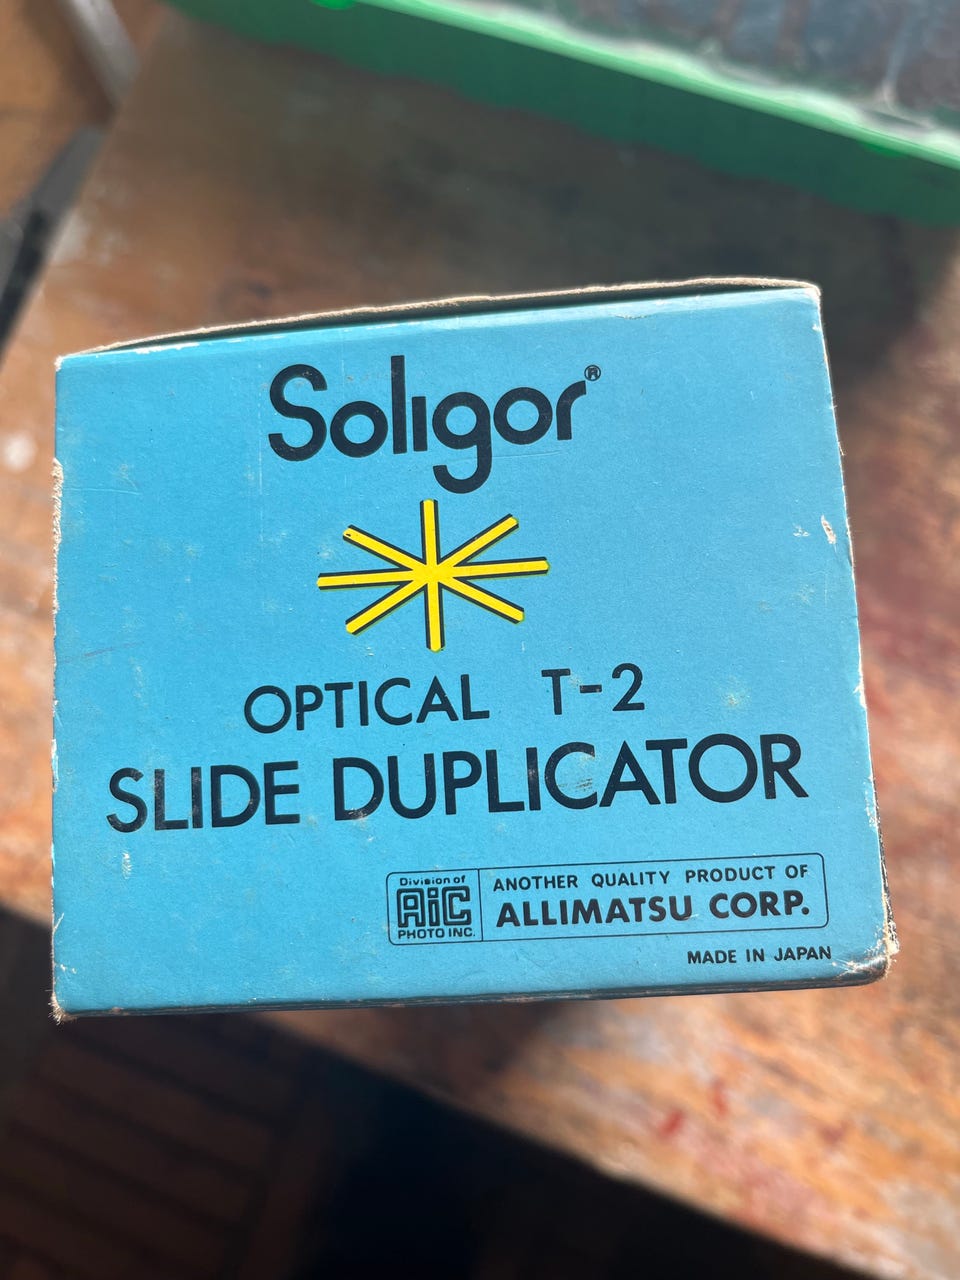 Soligor®
OPTICAL T-2
SLIDE DUPLICATOR
Division of
AiC
PHOTO INC.
ANOTHER QUALITY PRODUCT OF
ALLIMATSU CORP.
MADE IN JAPAN